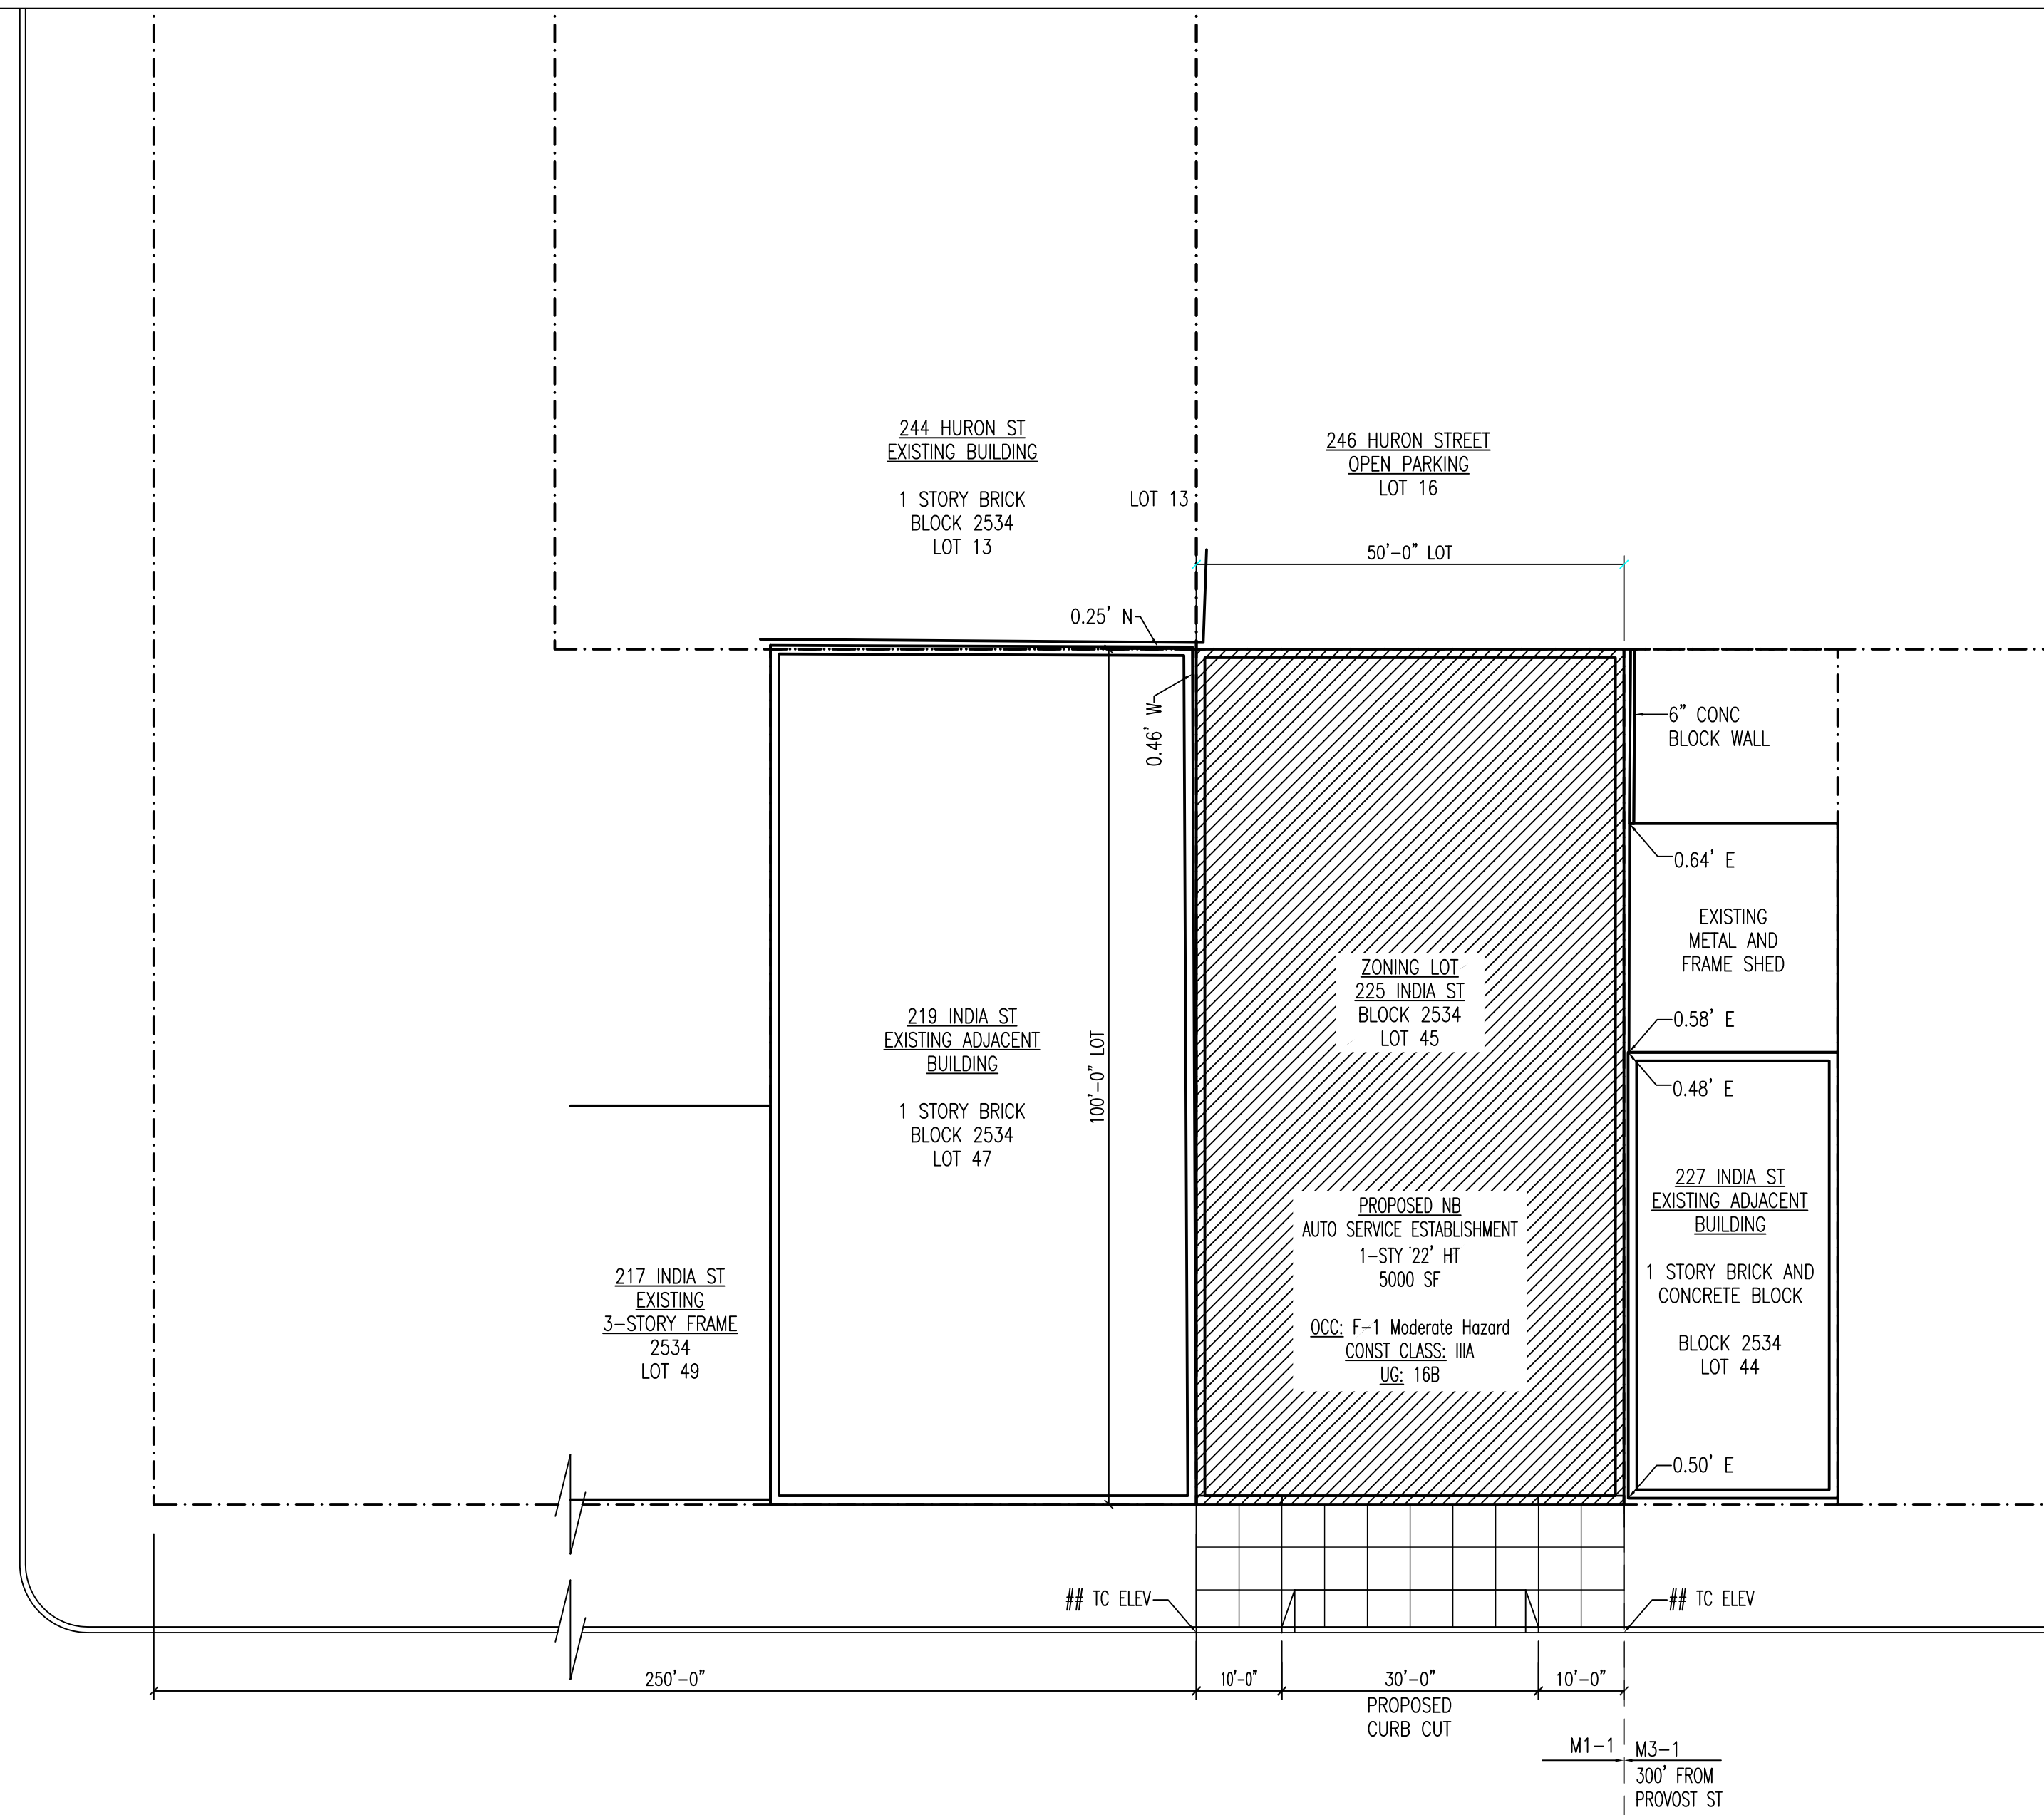 244 HURON ST
EXISTING BUILDING
1 STORY BRICK
BLOCK 2534
LOT 13
LOT 13
246 HURON STREET
OPEN PARKING
LOT 16
50'-0" LOT
0.25' N
0.46' W
6" CONC
BLOCK WALL
0.64' E
EXISTING
METAL AND
FRAME SHED
0.58' E
0.48' E
ZONING LOT
225 INDIA ST
BLOCK 2534
LOT 45
219 INDIA ST
EXISTING ADJACENT
BUILDING
1 STORY BRICK
BLOCK 2534
LOT 47
100'-0" LOT
227 INDIA ST
EXISTING ADJACENT
BUILDING
1 STORY BRICK AND
CONCRETE BLOCK
BLOCK 2534
LOT 44
PROPOSED NB
AUTO SERVICE ESTABLISHMENT
1-STY 22' HT
5000 SF
OCC: F-1 Moderate Hazard
CONST CLASS: IIIA
UG: 16B
217 INDIA ST
EXISTING
3-STORY FRAME
2534
LOT 49
0.50' E
## TC ELEV
## TC ELEV
250'-0"
10'-0"
30'-0"
10'-0"
PROPOSED
CURB CUT
M1-1
M3-1
300' FROM
PROVOST ST